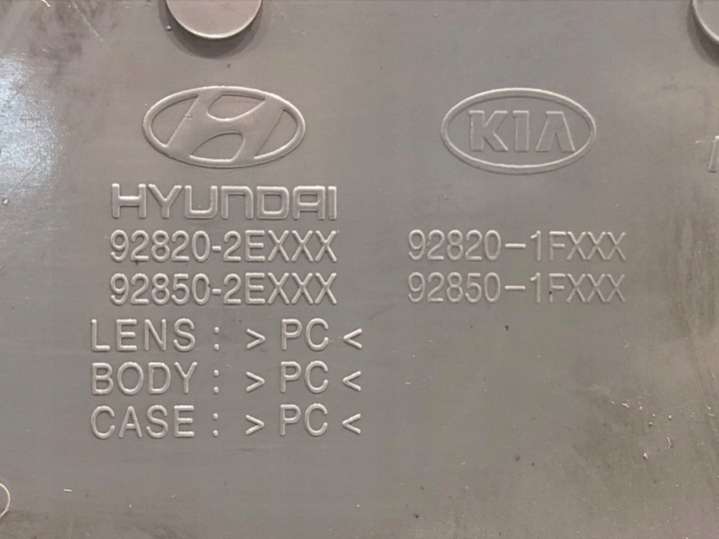 KIA
HYUNDAI
92820-2EXXX 92820-1FXXX
92850-2EXXX 92850-1FXXX
LENS : > PC <
BODY : > PC <
CASE : > PC <